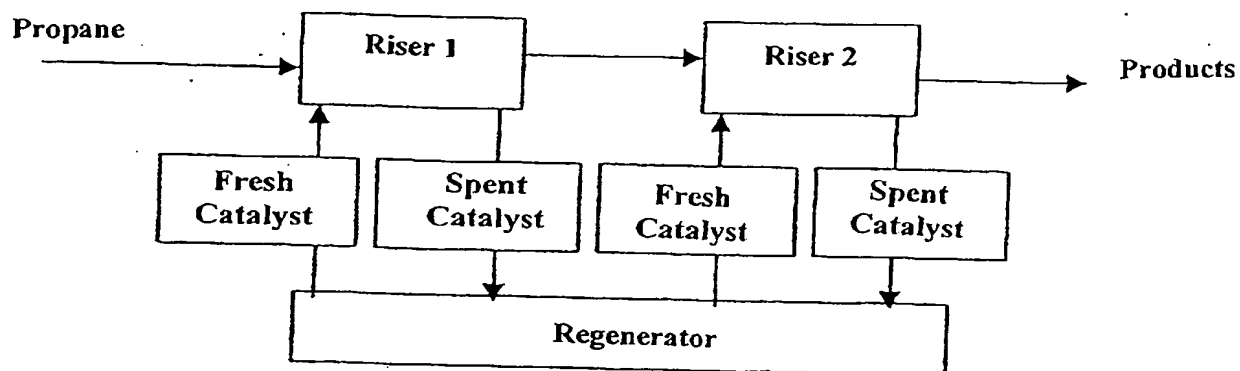 Propane
Riser 1
Riser 2
Products
Fresh
Catalyst
Spent
Catalyst
Fresh
Catalyst
Spent
Catalyst
Regenerator